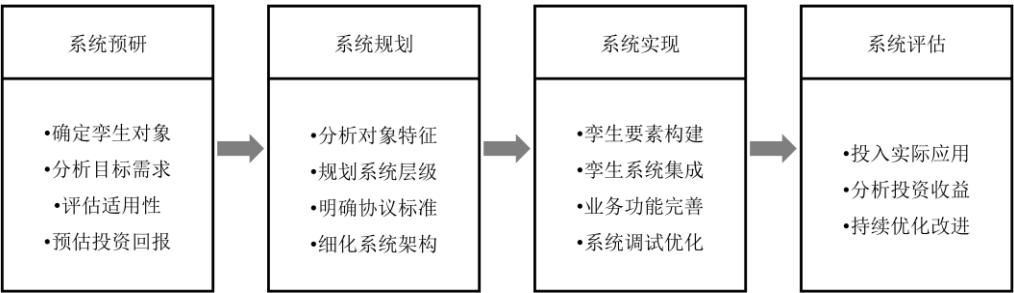 系统预研
•确定孪生对象
•分析目标需求
•评估适用性
•预估投资回报
系统规划
•分析对象特征
•规划系统层级
•明确协议标准
•细化系统架构
系统实现
•孪生要素构建
•孪生系统集成
•业务功能完善
•系统调试优化
系统评估
•投入实际应用
•分析投资收益
•持续优化改进